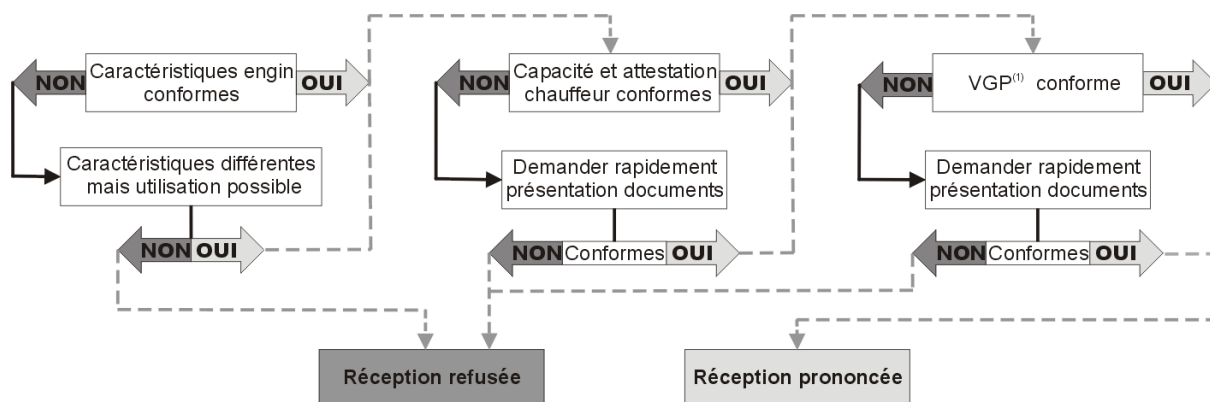 NON
Caractéristiques engin
conformes
OUI
NON
Capacité et attestation
chauffeur conformes
OUI
NON
VGP(1) conforme
OUI
Caractéristiques différentes
mais utilisation possible
Demander rapidement
présentation documents
Demander rapidement
présentation documents
NON OUI
NON Conformes OUI
NON Conformes OUI
Réception refusée
Réception prononcée